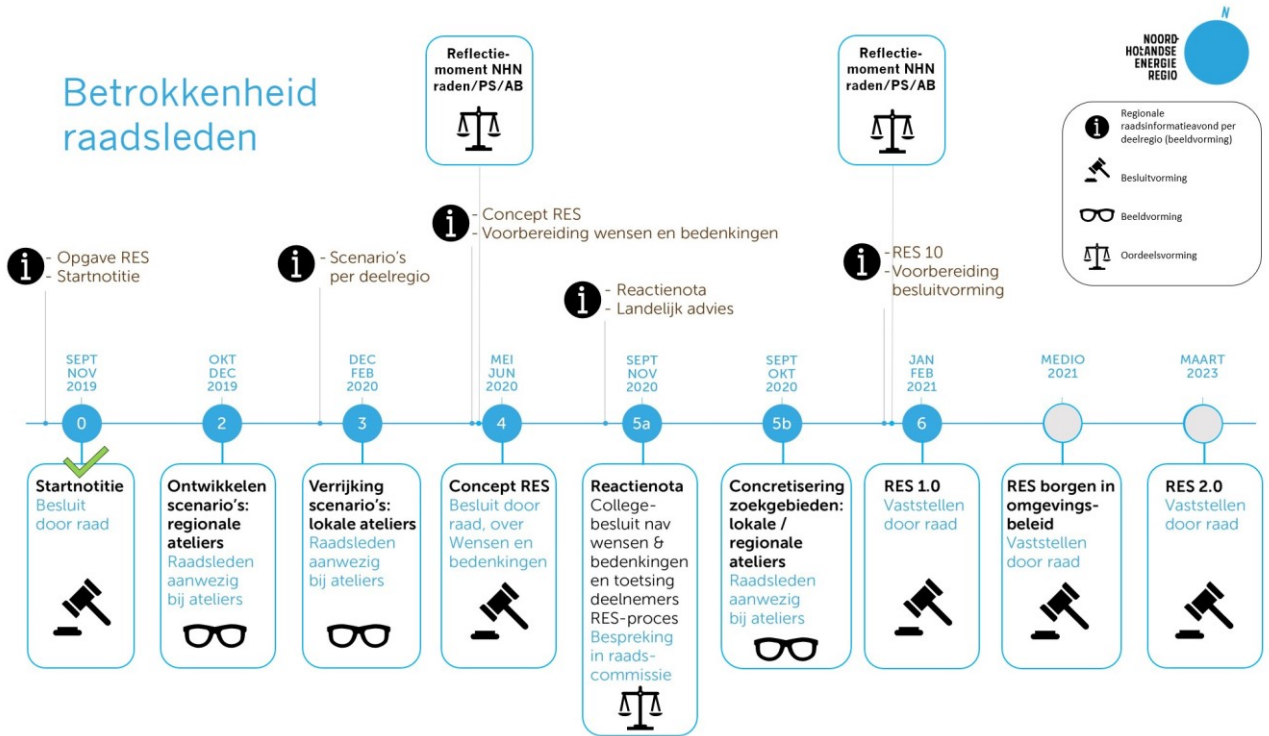 Betrokkenheid
raadsleden
Reflectie-
moment NHN
raden/PS/AB
Reflectie-
moment NHN
raden/PS/AB
N
NOORD-
HOLLANDSE
ENERGIE
REGIO
i
Regionale
raadsinformatieavond per
deelregio (beeldvorming)
Besluitvorming
Beeldvorming
Oordeelsvorming
i
- Opgave RES
- Startnotitie
i
- Scenario's
per deelregio
i
- Concept RES
- Voorbereiding wensen en bedenkingen
i
- Reactienota
- Landelijk advies
i
- RES 10
- Voorbereiding
besluitvorming
SEPT
NOV
2019
OKT
DEC
2019
DEC
FEB
2020
MEI
JUN
2020
SEPT
NOV
2020
SEPT
OKT
2020
JAN
FEB
2021
MEDIO
2021
MAART
2023
0
2
3
4
5a
5b
6
Startnotitie
Besluit
door raad
Ontwikkelen
scenario's:
regionale
ateliers
Raadsleden
aanwezig
bij ateliers
Verrijking
scenario's:
lokale ateliers
Raadsleden
aanwezig
bij ateliers
Concept RES
Besluit door
raad, over
Wensen en
bedenkingen
Reactienota
College-
besluit nav
wensen &
bedenkingen
en toetsing
deelnemers
RES-proces
Bespreking
in raads-
commissie
Concretisering
zoekgebieden:
lokale /
regionale
ateliers
Raadsleden
aanwezig
bij ateliers
RES 1.0
Vaststellen
door raad
RES borgen in
omgevings-
beleid
Vaststellen
door raad
RES 2.0
Vaststellen
door raad